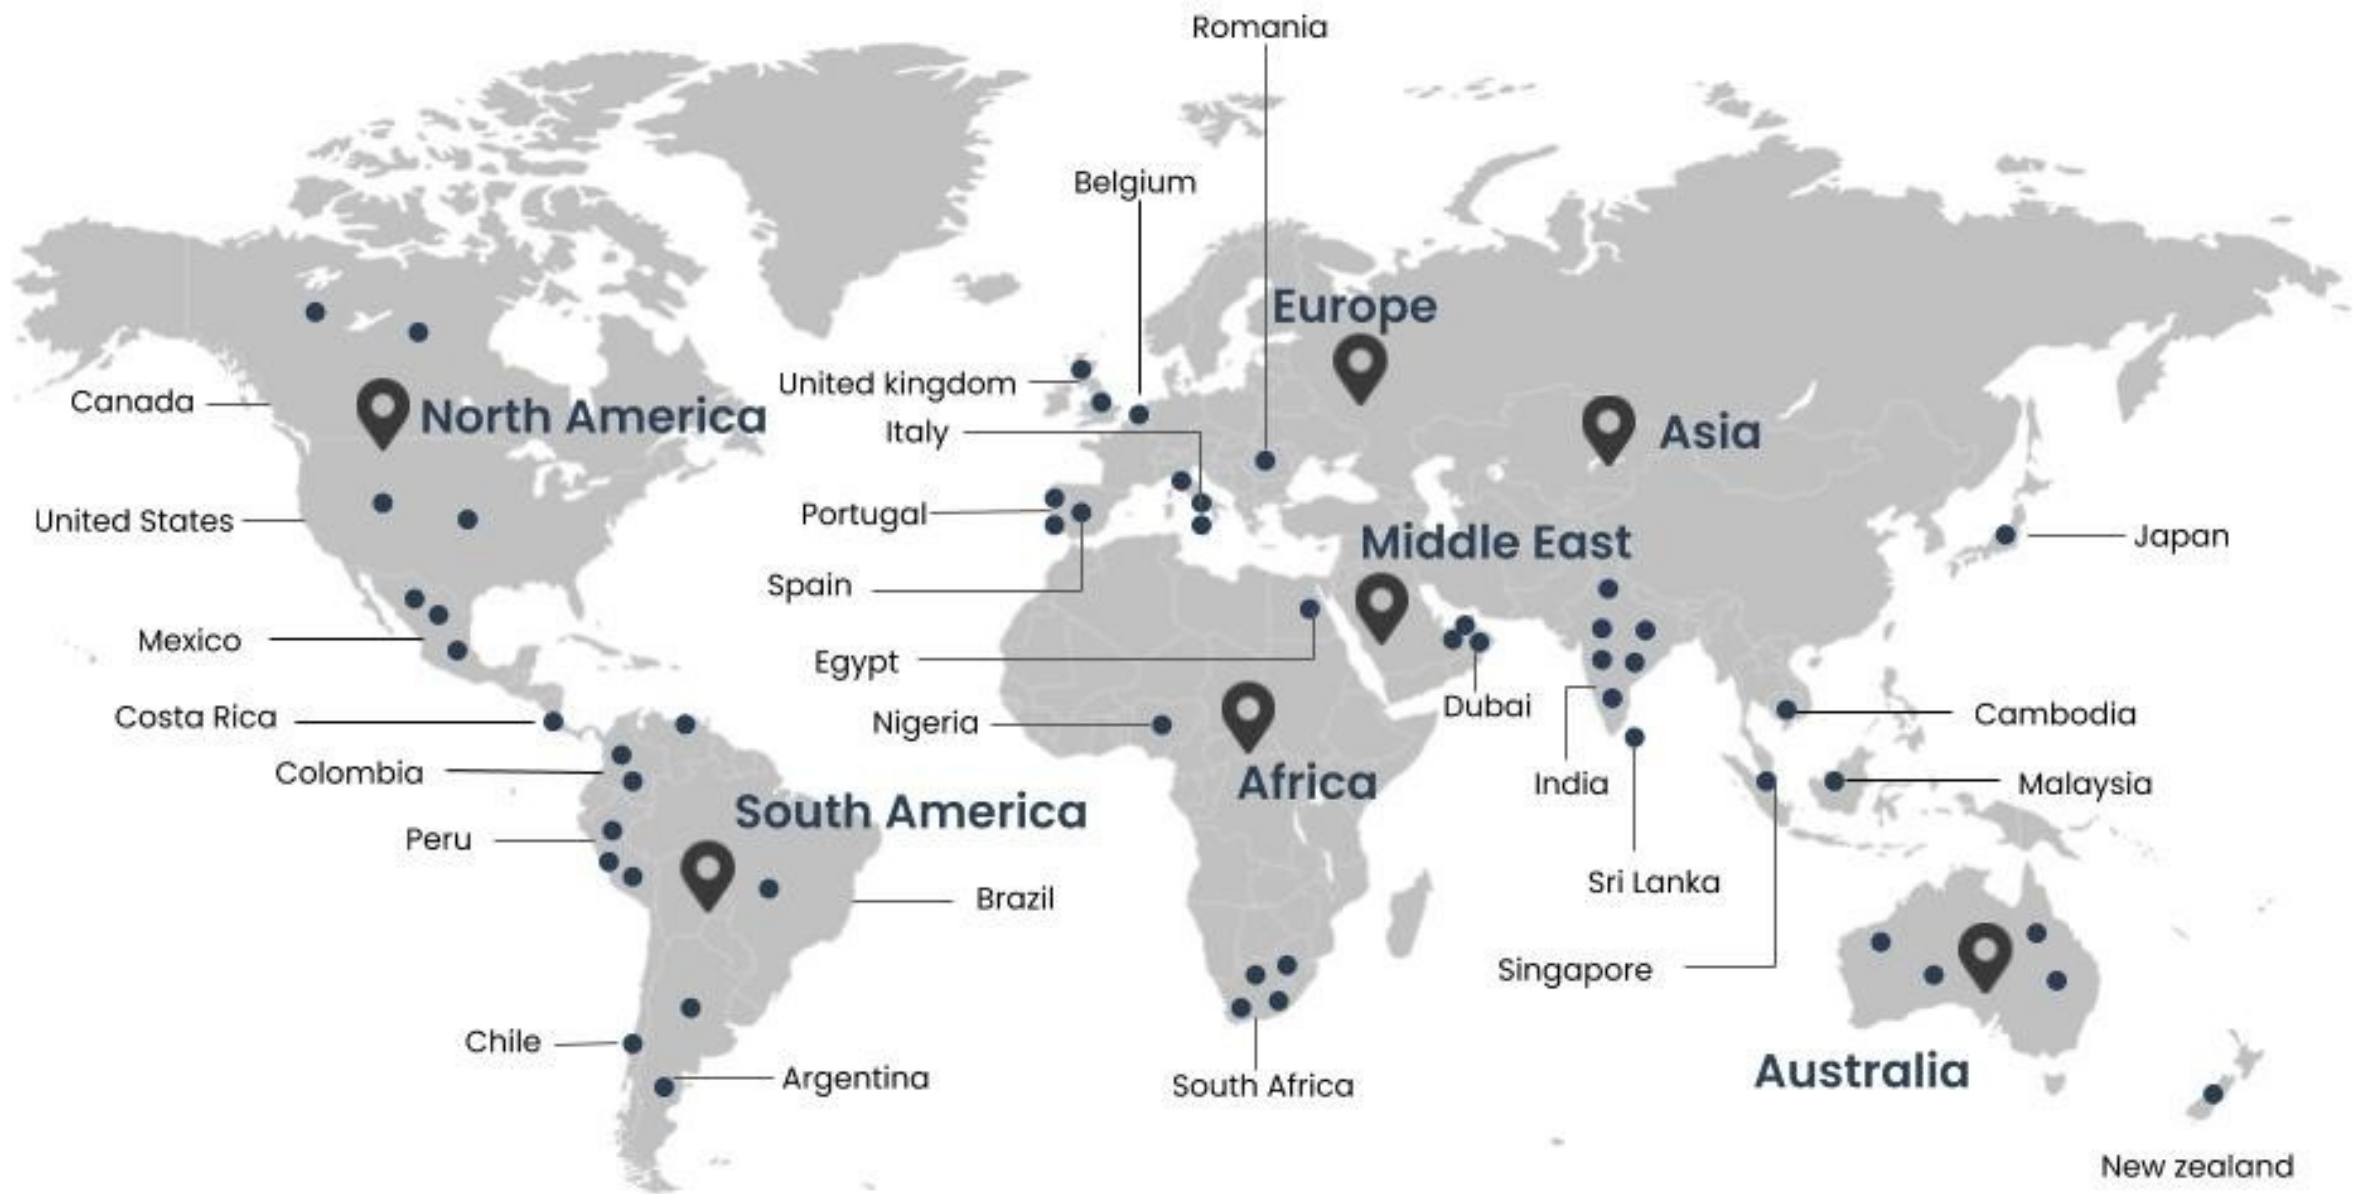 Romania
Belgium
Europe
United kingdom
Canada
North America
Italy
Asia
United States
Portugal
Middle East
Japan
Spain
Mexico
Egypt
Dubai
Costa Rica
Nigeria
Cambodia
Colombia
Africa
India
Malaysia
South America
Peru
Sri Lanka
Brazil
Singapore
Chile
Argentina
South Africa
Australia
New zealand